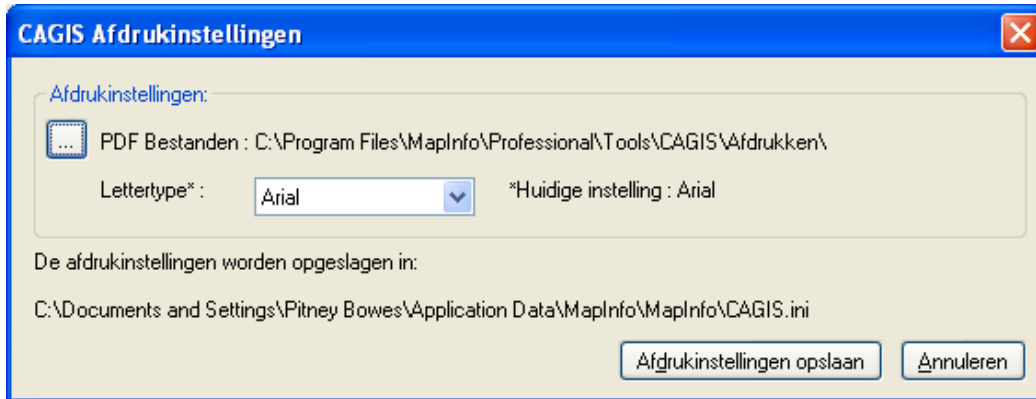 CAGIS Afdrukinstellingen
Afdrukinstellingen:
... PDF Bestanden : C:\Program Files\MapInfo\Professional\Tools\CAGIS\Afdrukken\
Lettertype* : Arial *Huidige instelling : Arial
De afdrukinstellingen worden opgeslagen in:
C:\Documents and Settings\Pitney Bowes\Application Data\MapInfo\MapInfo\CAGIS.ini
Afdrukinstellingen opslaan Annuleren